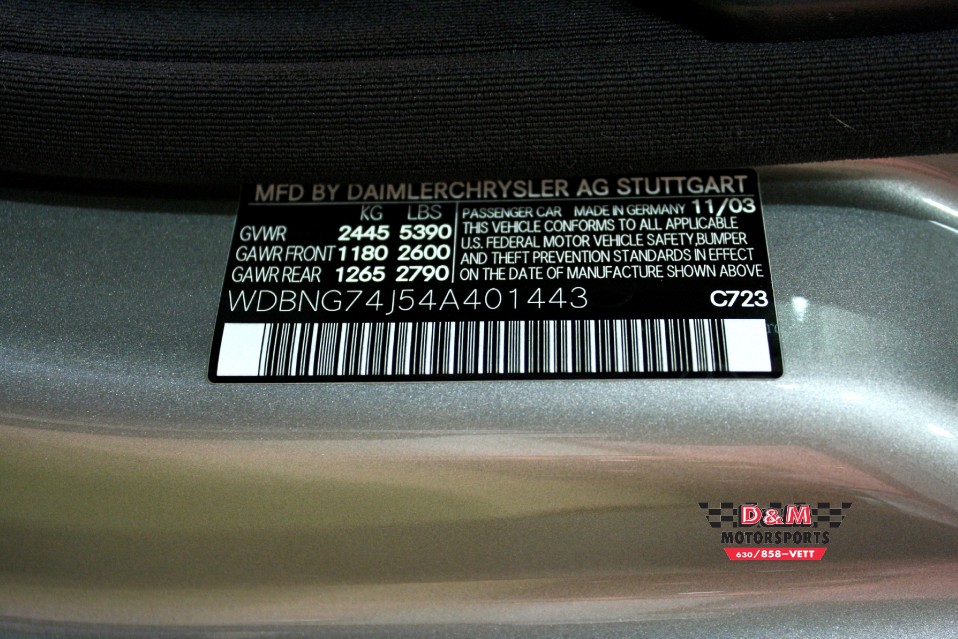 MFD BY DAIMLERCHRYSLER AG STUTTGART
KG LBS
GVWR 2445 5390
GAWR FRONT 1180 2600
GAWR REAR 1265 2790
PASSENGER CAR MADE IN GERMANY 11/03
THIS VEHICLE CONFORMS TO ALL APPLICABLE
U.S. FEDERAL MOTOR VEHICLE SAFETY,BUMPER
AND THEFT PREVENTION STANDARDS IN EFFECT
ON THE DATE OF MANUFACTURE SHOWN ABOVE
WDBNG74J54A401443 C723
D&M
MOTORSPORTS
630/858-VETT